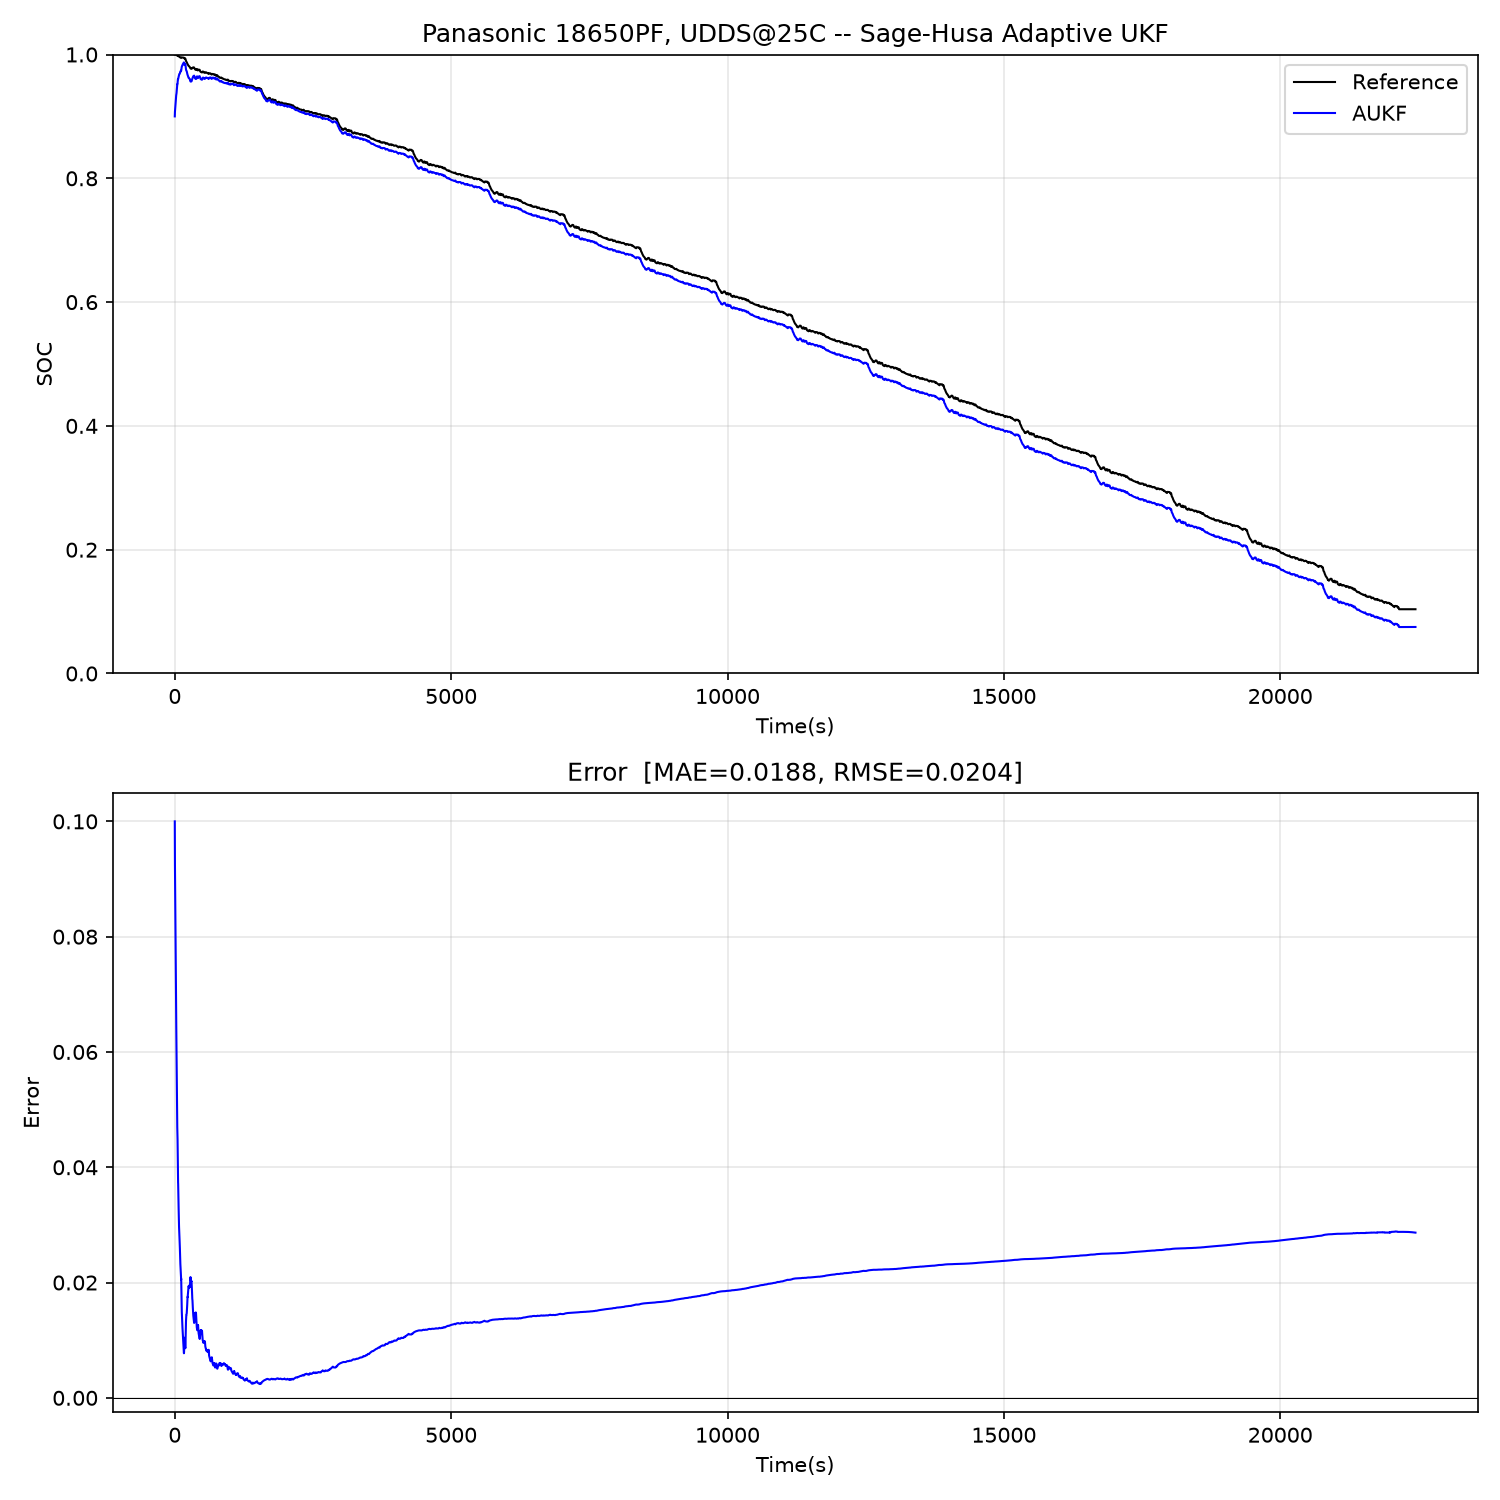 Panasonic 18650PF, UDDS@25C -- Sage-Husa Adaptive UKF
1.0
0.8
0.6
0.4
0.2
0.0
SOC
Reference
AUKF
0
5000
10000
15000
20000
Time(s)
Error  [MAE=0.0188, RMSE=0.0204]
0.10
0.08
0.06
0.04
0.02
0.00
Error
0
5000
10000
15000
20000
Time(s)